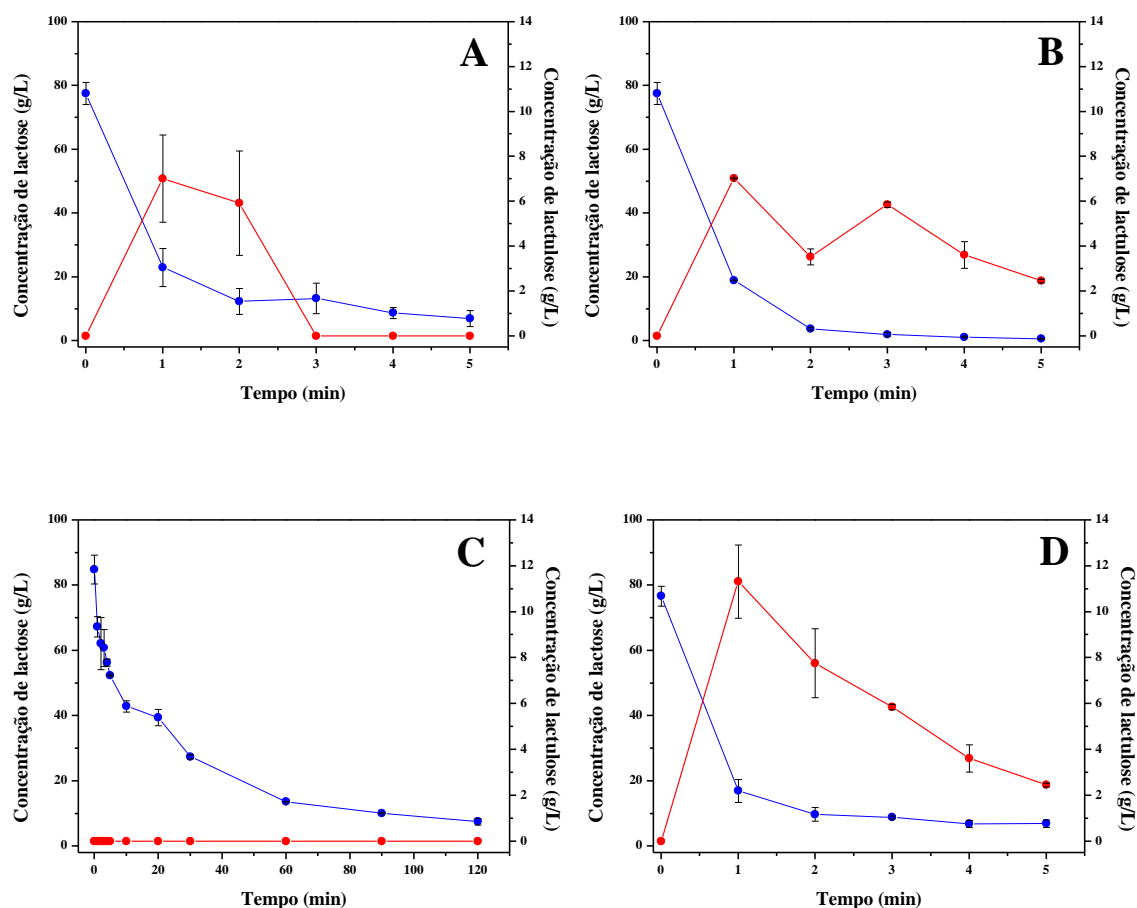 A
Concentração de lactose (g/L)
100
80
60
40
20
0
14
12
10
8
6
4
2
0
Concentração de lactulose (g/L)
0 1 2 3 4 5
Tempo (min)
B
Concentração de lactose (g/L)
100
80
60
40
20
0
14
12
10
8
6
4
2
0
Concentração de lactulose (g/L)
0 1 2 3 4 5
Tempo (min)
C
Concentração de lactose (g/L)
100
80
60
40
20
0
14
12
10
8
6
4
2
0
Concentração de lactulose (g/L)
0 20 40 60 80 100 120
Tempo (min)
D
Concentração de lactose (g/L)
100
80
60
40
20
0
14
12
10
8
6
4
2
0
Concentração de lactulose (g/L)
0 1 2 3 4 5
Tempo (min)